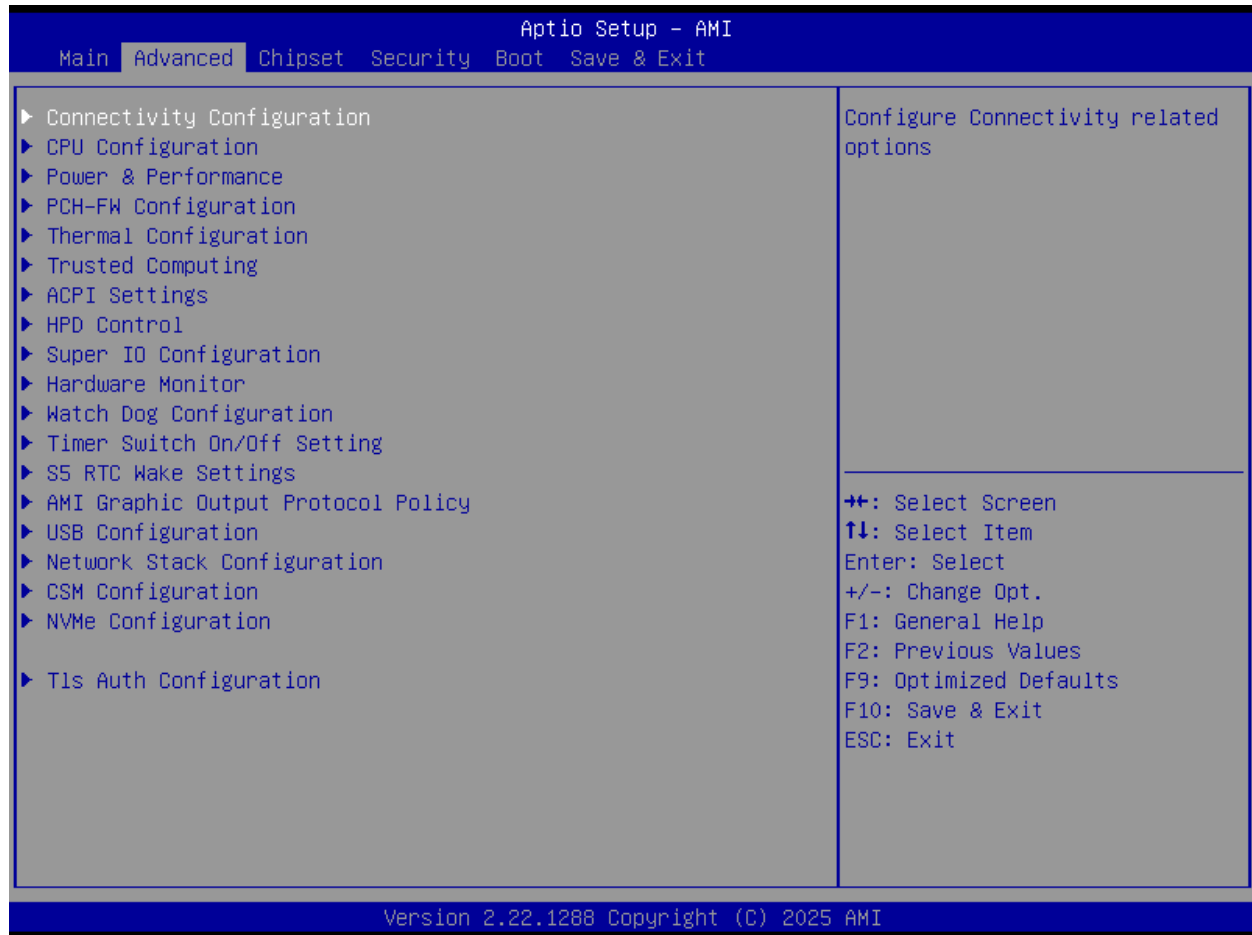 Aptio Setup – AMI
Main Advanced Chipset Security Boot Save & Exit
▶ Connectivity Configuration
▶ CPU Configuration
▶ Power & Performance
▶ PCH-FW Configuration
▶ Thermal Configuration
▶ Trusted Computing
▶ ACPI Settings
▶ HPD Control
▶ Super IO Configuration
▶ Hardware Monitor
▶ Watch Dog Configuration
▶ Timer Switch On/Off Setting
▶ S5 RTC Wake Settings
▶ AMI Graphic Output Protocol Policy
▶ USB Configuration
▶ Network Stack Configuration
▶ CSM Configuration
▶ NVMe Configuration
▶ Tls Auth Configuration
Configure Connectivity related
options
→←: Select Screen
↑↓: Select Item
Enter: Select
+/-: Change Opt.
F1: General Help
F2: Previous Values
F9: Optimized Defaults
F10: Save & Exit
ESC: Exit
Version 2.22.1288 Copyright (C) 2025 AMI